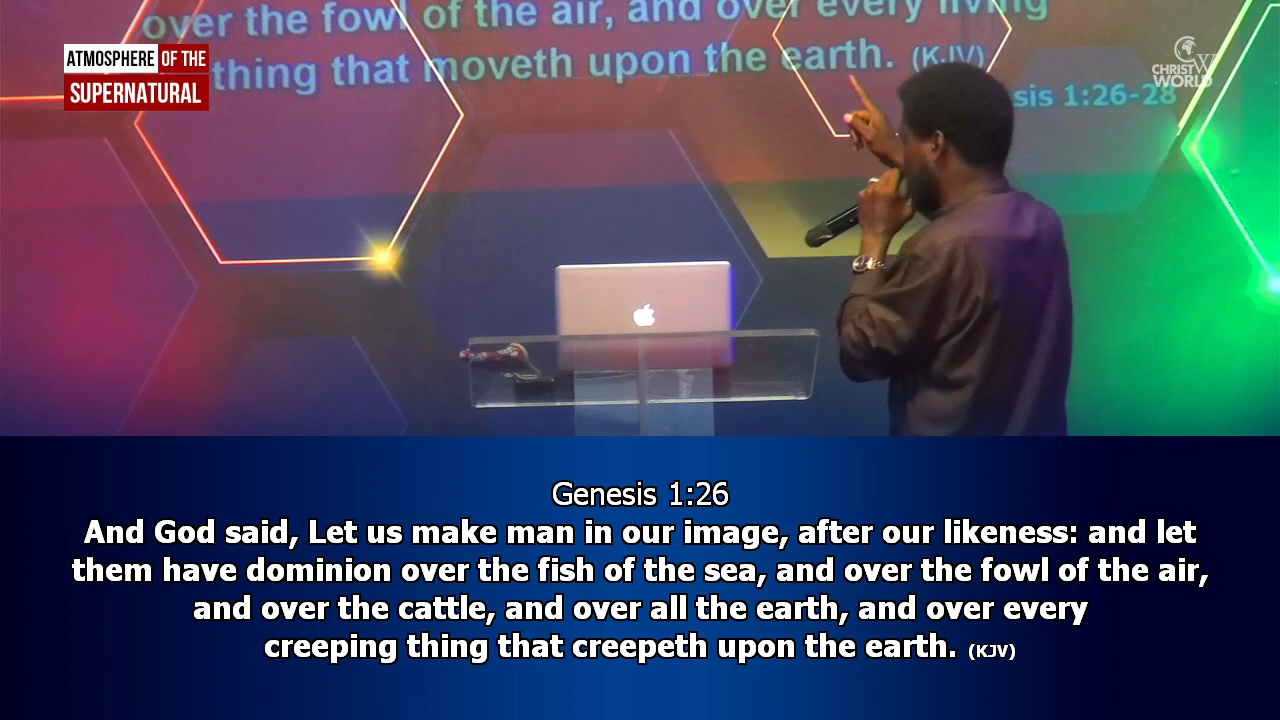 over the fowl of the air, and over every living
thing that moveth upon the earth. (KJV)
sis 1:26-28
ATMOSPHERE OF THE
SUPERNATURAL
CHRIST
WORLD
Genesis 1:26
And God said, Let us make man in our image, after our likeness: and let
them have dominion over the fish of the sea, and over the fowl of the air,
and over the cattle, and over all the earth, and over every
creeping thing that creepeth upon the earth. (KJV)